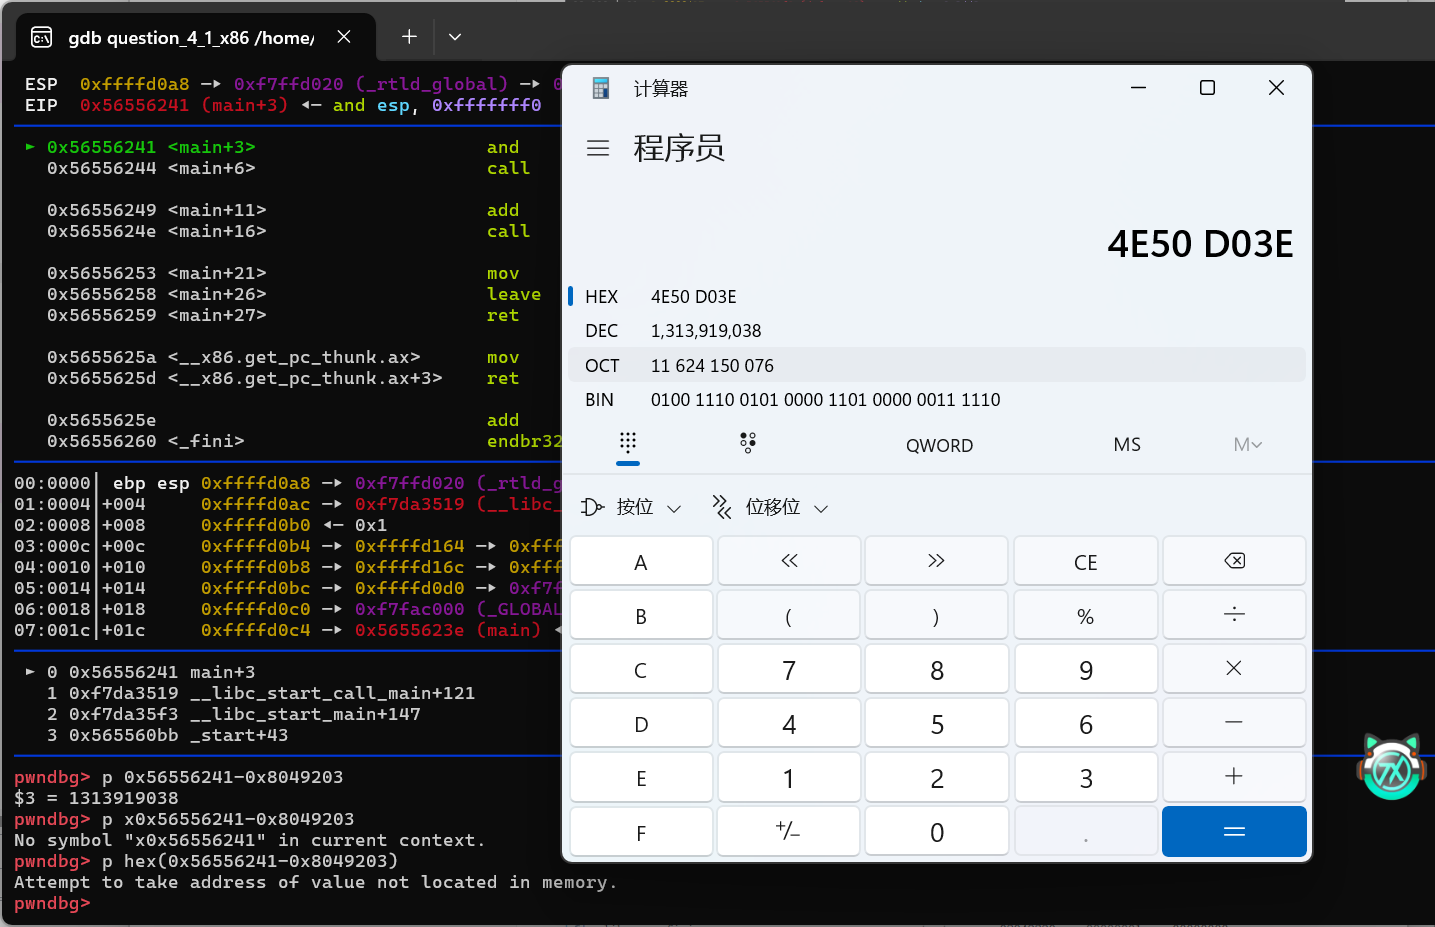 gdb question_4_1_x86 /home/
ESP 0xffffd0a8 —▸ 0xf7ffd020 (_rtld_global) —▸
EIP 0x56556241 (main+3) ◂— and esp, 0xfffffff0
► 0x56556241 <main+3> and
0x56556244 <main+6> call
0x56556249 <main+11> add
0x5655624e <main+16> call
0x56556253 <main+21> mov
0x56556258 <main+26> leave
0x56556259 <main+27> ret
0x5655625a <__x86.get_pc_thunk.ax> mov
0x5655625d <__x86.get_pc_thunk.ax+3> ret
0x5655625e add
0x56556260 <_fini> endbr32
00:0000│ ebp esp 0xffffd0a8 —▸ 0xf7ffd020 (_rtld_g
01:0004│+004 0xffffd0ac —▸ 0xf7da3519 (__libc_
02:0008│+008 0xffffd0b0 ◂— 0x1
03:000c│+00c 0xffffd0b4 —▸ 0xffffd164 —▸ 0xfff
04:0010│+010 0xffffd0b8 —▸ 0xffffd16c —▸ 0xfff
05:0014│+014 0xffffd0bc —▸ 0xffffd0d0 —▸ 0xf7f
06:0018│+018 0xffffd0c0 —▸ 0xf7fac000 (_GLOBAL
07:001c│+01c 0xffffd0c4 —▸ 0x5655623e (main) ◂
► 0 0x56556241 main+3
1 0xf7da3519 __libc_start_call_main+121
2 0xf7da35f3 __libc_start_main+147
3 0x565560bb _start+43
pwndbg> p 0x56556241-0x8049203
$3 = 1313919038
pwndbg> p x0x56556241-0x8049203
No symbol "x0x56556241" in current context.
pwndbg> p hex(0x56556241-0x8049203)
Attempt to take address of value not located in memory.
pwndbg>
计算器
程序员
4E50 D03E
HEX 4E50 D03E
DEC 1,313,919,038
OCT 11 624 150 076
BIN 0100 1110 0101 0000 1101 0000 0011 1110
QWORD MS M
按位 位移位
A « » CE
B ( ) % ÷
C 7 8 9 ×
D 4 5 6 −
E 1 2 3 +
F +/− 0 . =
7X